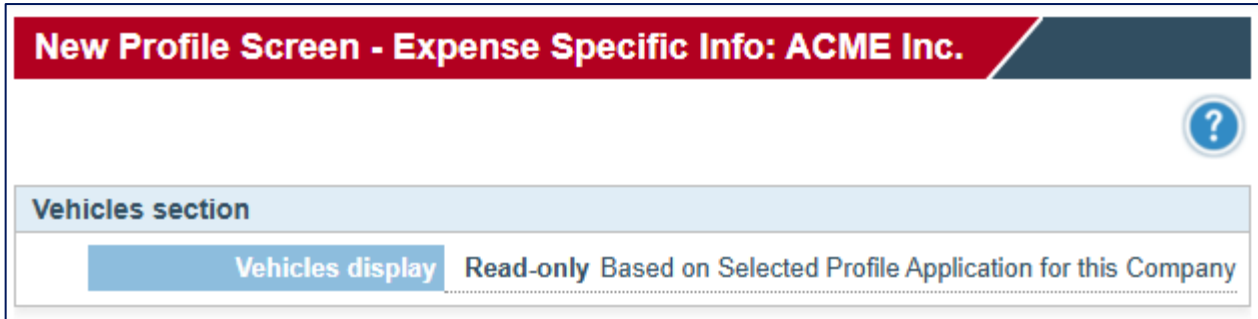 New Profile Screen - Expense Specific Info: ACME Inc.
?
Vehicles section
Vehicles display Read-only Based on Selected Profile Application for this Company